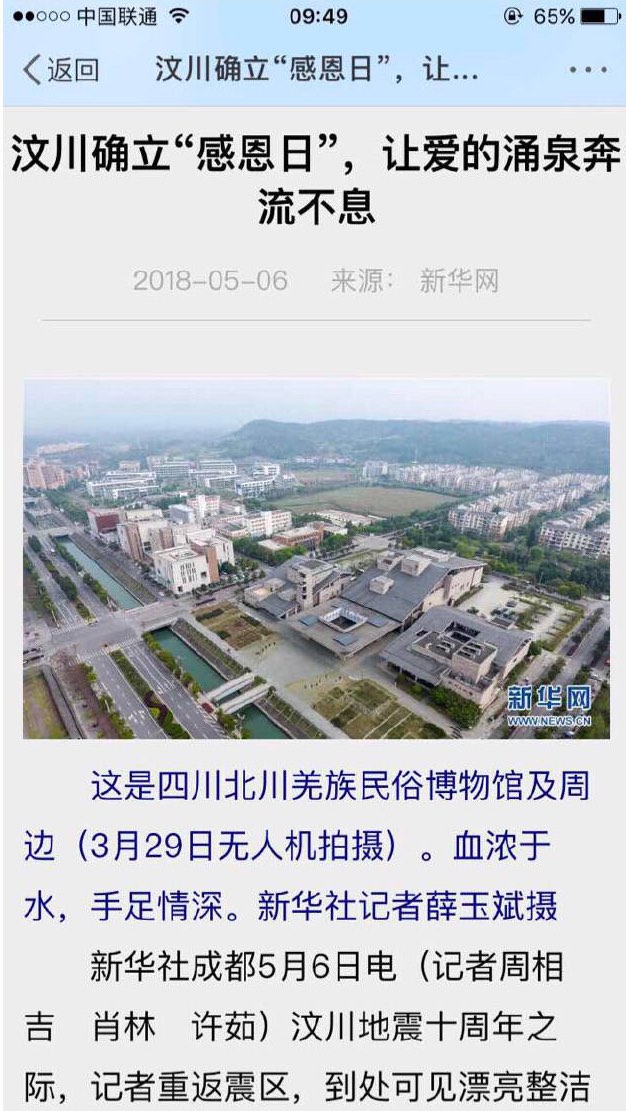 中国联通 09:49 65%
返回 汶川确立“感恩日”，让...
汶川确立“感恩日”，让爱的涌泉奔
流不息
2018-05-06 来源： 新华网
新华网
WWW.NEWS.CN
这是四川北川羌族民俗博物馆及周
边（3月29日无人机拍摄）。血浓于
水，手足情深。新华社记者薛玉斌摄
新华社成都5月6日电（记者周相
吉 肖林 许茹）汶川地震十周年之
际，记者重返震区，到处可见漂亮整洁